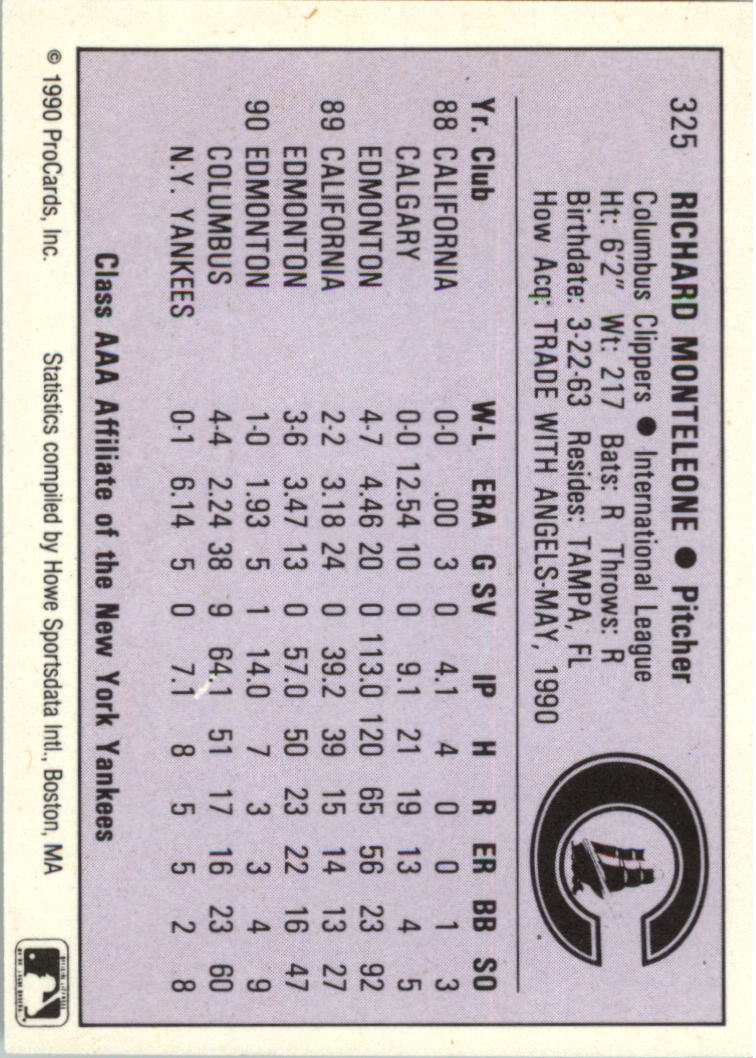 325 RICHARD MONTELEONE ● Pitcher
Columbus Clippers ● International League
Ht: 6'2" Wt: 217 Bats: R Throws: R
Birthdate: 3-22-63 Resides: TAMPA, FL
How Acq: TRADE WITH ANGELS-MAY, 1990
Yr. Club W-L ERA G SV IP H R ER BB SO
88 CALIFORNIA 0-0 .00 3 0 4.1 4 0 0 1 3
CALGARY 0-0 12.54 10 0 9.1 21 19 13 4 5
EDMONTON 4-7 4.46 20 0 113.0 120 65 56 23 92
89 CALIFORNIA 2-2 3.18 24 0 39.2 39 15 14 13 27
EDMONTON 3-6 3.47 13 0 57.0 50 23 22 16 47
90 EDMONTON 1-0 1.93 5 1 14.0 7 3 3 4 9
COLUMBUS 4-4 2.24 38 9 64.1 51 17 16 23 60
N.Y. YANKEES 0-1 6.14 5 0 7.1 8 5 5 2 8
Class AAA Affiliate of the New York Yankees
© 1990 ProCards, Inc. Statistics compiled by Howe Sportsdata Intl., Boston, MA